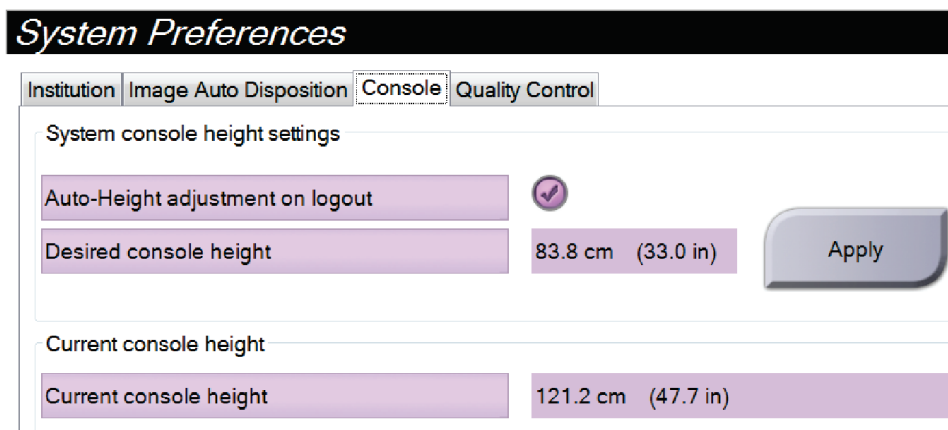 System Preferences
Institution Image Auto Disposition Console Quality Control
System console height settings
Auto-Height adjustment on logout
Desired console height 83.8 cm (33.0 in) Apply
Current console height
Current console height 121.2 cm (47.7 in)